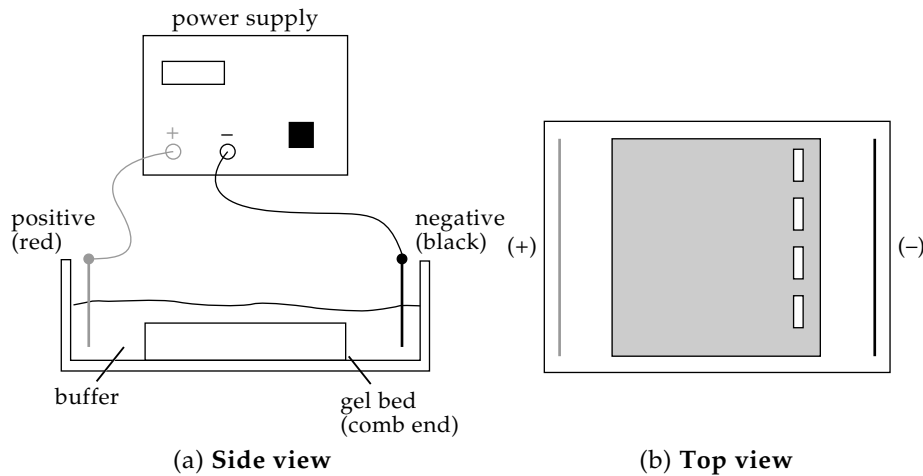 power supply
+
–
positive
(red)
negative
(black)
buffer
gel bed
(comb end)
(a) Side view
(+)
(–)
(b) Top view